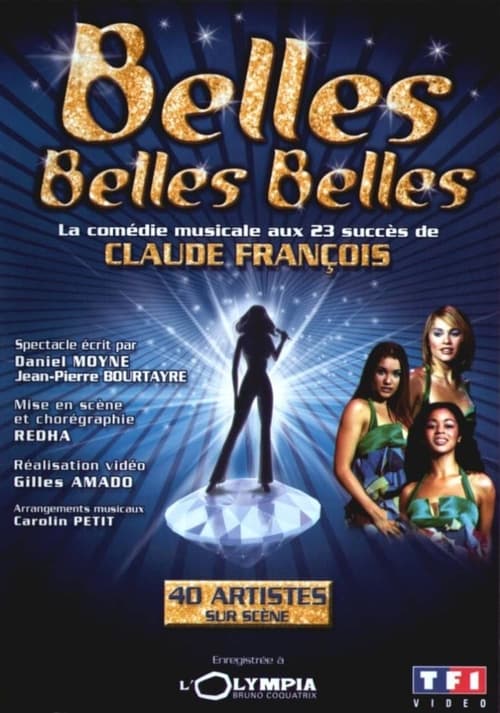 Belles
Belles Belles
La comédie musicale aux 23 succès de
CLAUDE FRANÇOIS
Spectacle écrit par
Daniel MOYNE
Jean-Pierre BOURTAYRE
Mise en scène
et chorégraphie
REDHA
Réalisation vidéo
Gilles AMADO
Arrangements musicaux
Carolin PETIT
40 ARTISTES
SUR SCÈNE
Enregistrée à
L'OLYMPIA
BRUNO COQUATRIX
TF1
VIDEO